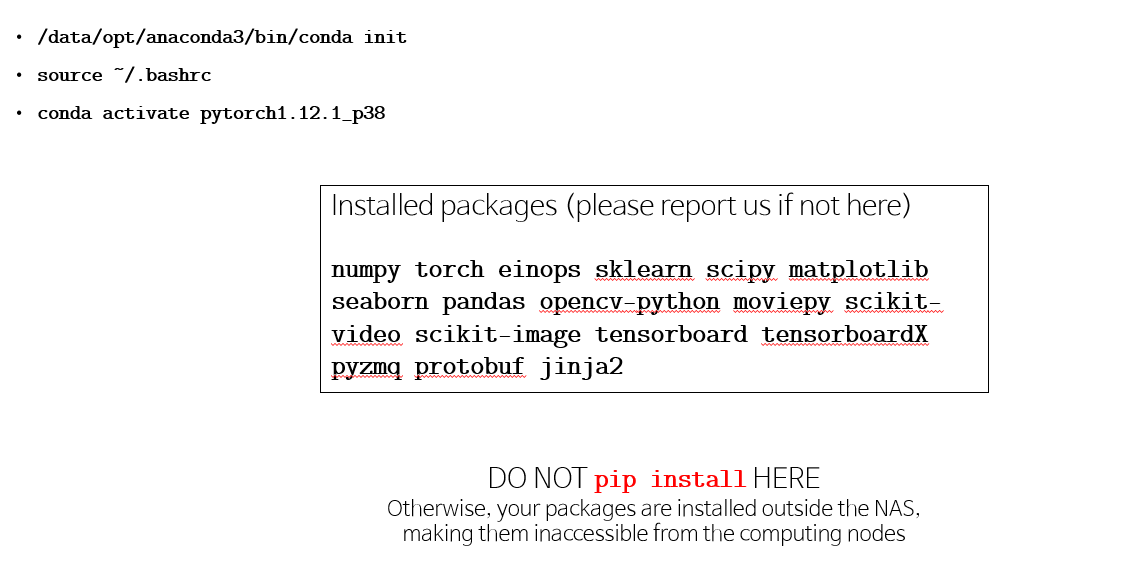 • /data/opt/anaconda3/bin/conda init
• source ~/.bashrc
• conda activate pytorch1.12.1_p38
Installed packages (please report us if not here)
numpy torch einops sklearn scipy matplotlib
seaborn pandas opencv-python moviepy scikit-
video scikit-image tensorboard tensorboardX
pyzmq protobuf jinja2
DO NOT pip install HERE
Otherwise, your packages are installed outside the NAS,
making them inaccessible from the computing nodes